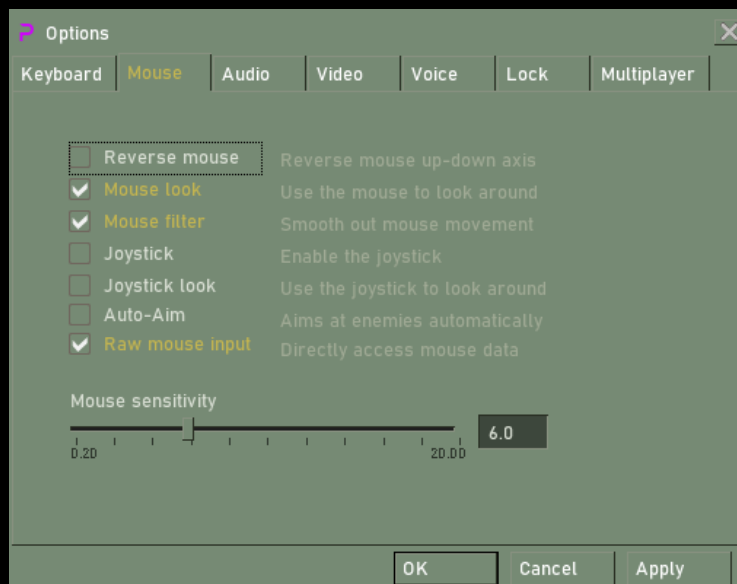 Options
Keyboard Mouse Audio Video Voice Lock Multiplayer
Reverse mouse Reverse mouse up-down axis
Mouse look Use the mouse to look around
Mouse filter Smooth out mouse movement
Joystick Enable the joystick
Joystick look Use the joystick to look around
Auto-Aim Aims at enemies automatically
Raw mouse input Directly access mouse data
Mouse sensitivity
6.0
0.20 20.00
OK Cancel Apply